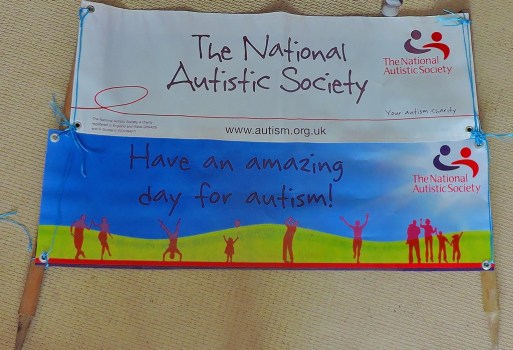 The National
Autistic Society
The National
Autistic Society
Your autism charity
www.autism.org.uk
Have an amazing
day for autism!
The National
Autistic Society